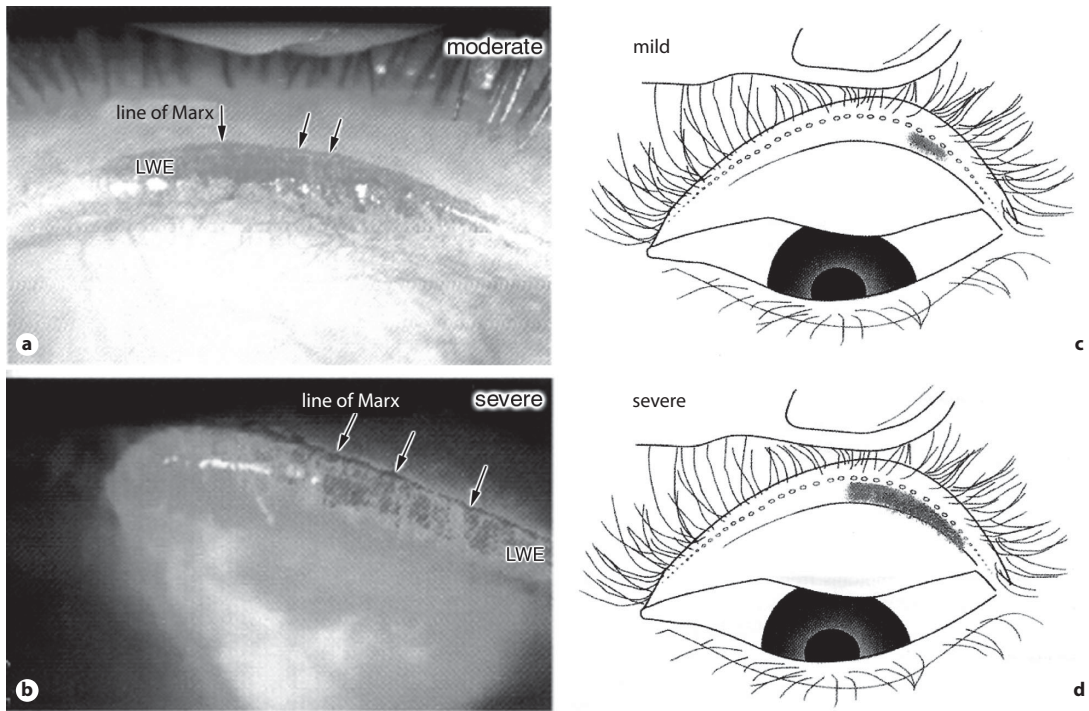 moderate
line of Marx
LWE
a
severe
line of Marx
LWE
b
mild
c
severe
d